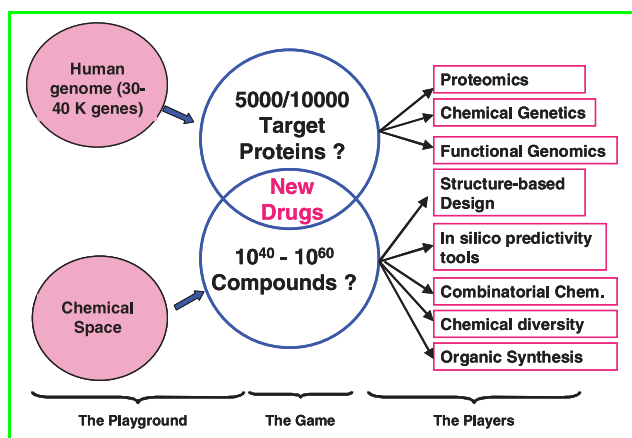 Human
genome (30-
40 K genes)
5000/10000
Target
Proteins ?
New
Drugs
10⁴⁰ - 10⁶⁰
Compounds ?
Chemical
Space
Proteomics
Chemical Genetics
Functional Genomics
Structure-based
Design
In silico predictivity
tools
Combinatorial Chem.
Chemical diversity
Organic Synthesis
The Playground
The Game
The Players